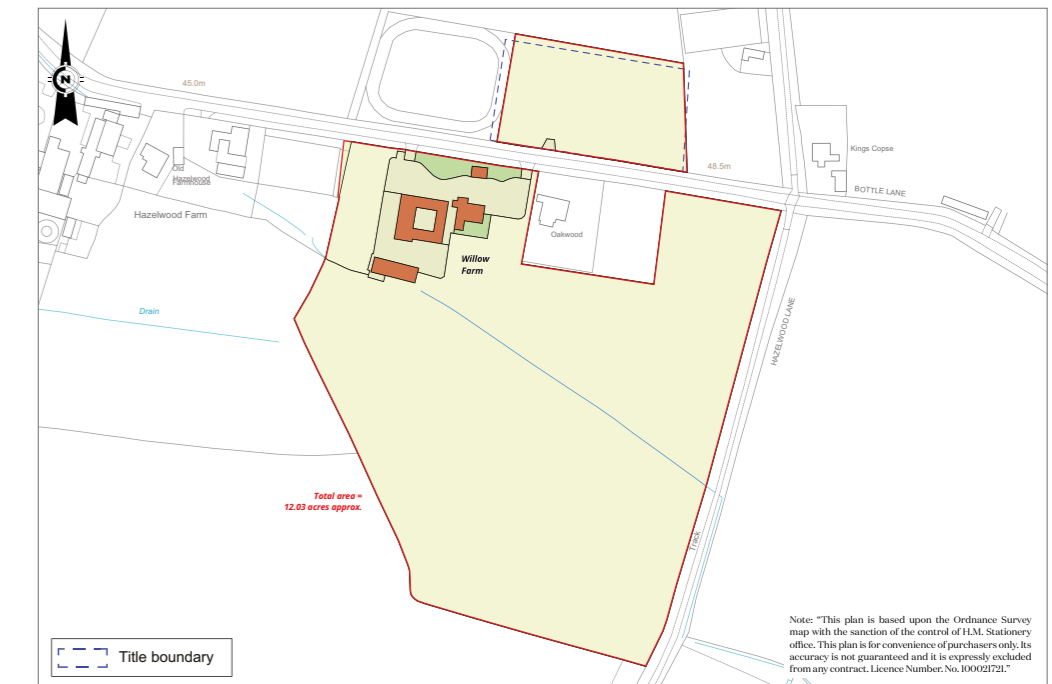 N
45.0m
Old
Hazelwood
Farmhouse
Hazelwood Farm
Kings Copse
48.5m
BOTTLE LANE
Oakwood
Willow
Farm
Drain
HAZELWOOD LANE
Total area =
12.03 acres approx.
Track
Note: “This plan is based upon the Ordnance Survey
map with the sanction of the control of H.M. Stationery
office. This plan is for convenience of purchasers only. Its
accuracy is not guaranteed and it is expressly excluded
from any contract. Licence Number. No. 100021721.”
Title boundary